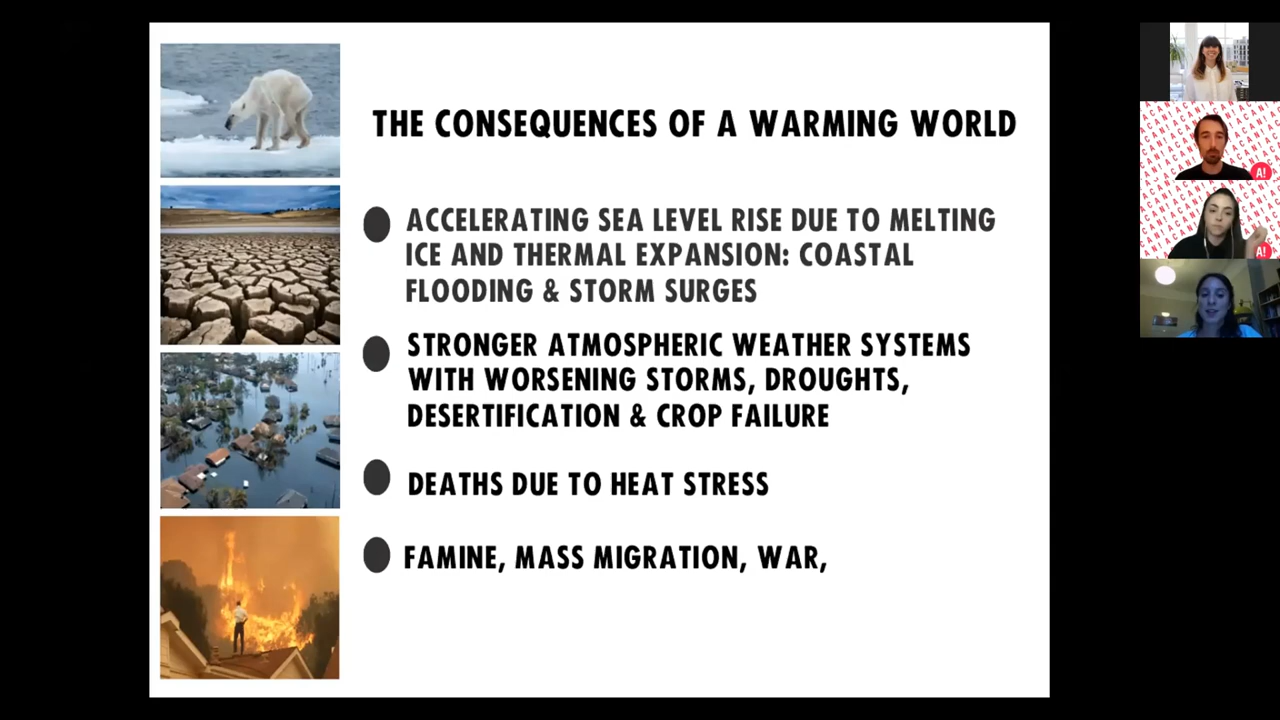 THE CONSEQUENCES OF A WARMING WORLD
ACCELERATING SEA LEVEL RISE DUE TO MELTING
ICE AND THERMAL EXPANSION: COASTAL
FLOODING & STORM SURGES
STRONGER ATMOSPHERIC WEATHER SYSTEMS
WITH WORSENING STORMS, DROUGHTS,
DESERTIFICATION & CROP FAILURE
DEATHS DUE TO HEAT STRESS
FAMINE, MASS MIGRATION, WAR,
A!
A!